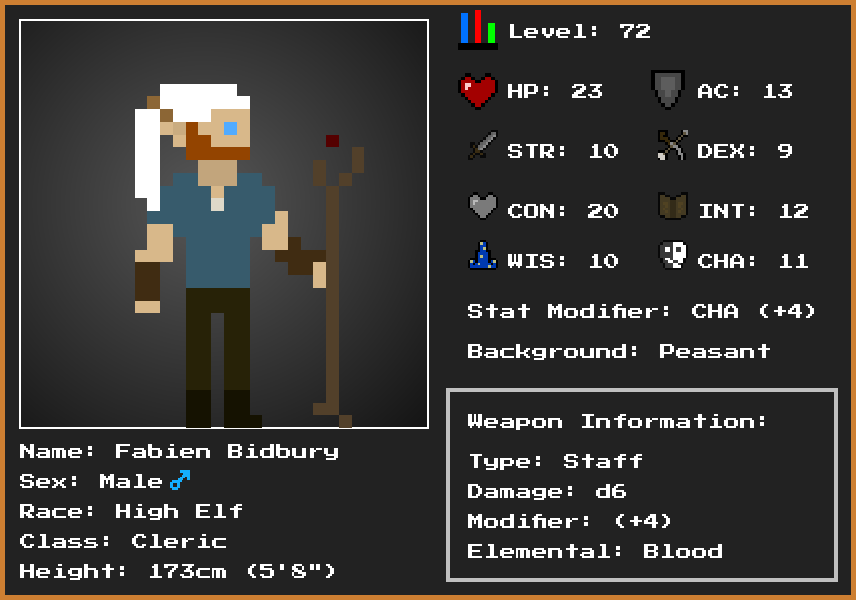 Level: 72
HP: 23
AC: 13
STR: 10
DEX: 9
CON: 20
INT: 12
WIS: 10
CHA: 11
Stat Modifier: CHA (+4)
Background: Peasant
Weapon Information:
Type: Staff
Damage: d6
Modifier: (+4)
Elemental: Blood
Name: Fabien Bidbury
Sex: Male♂
Race: High Elf
Class: Cleric
Height: 173cm (5'8")